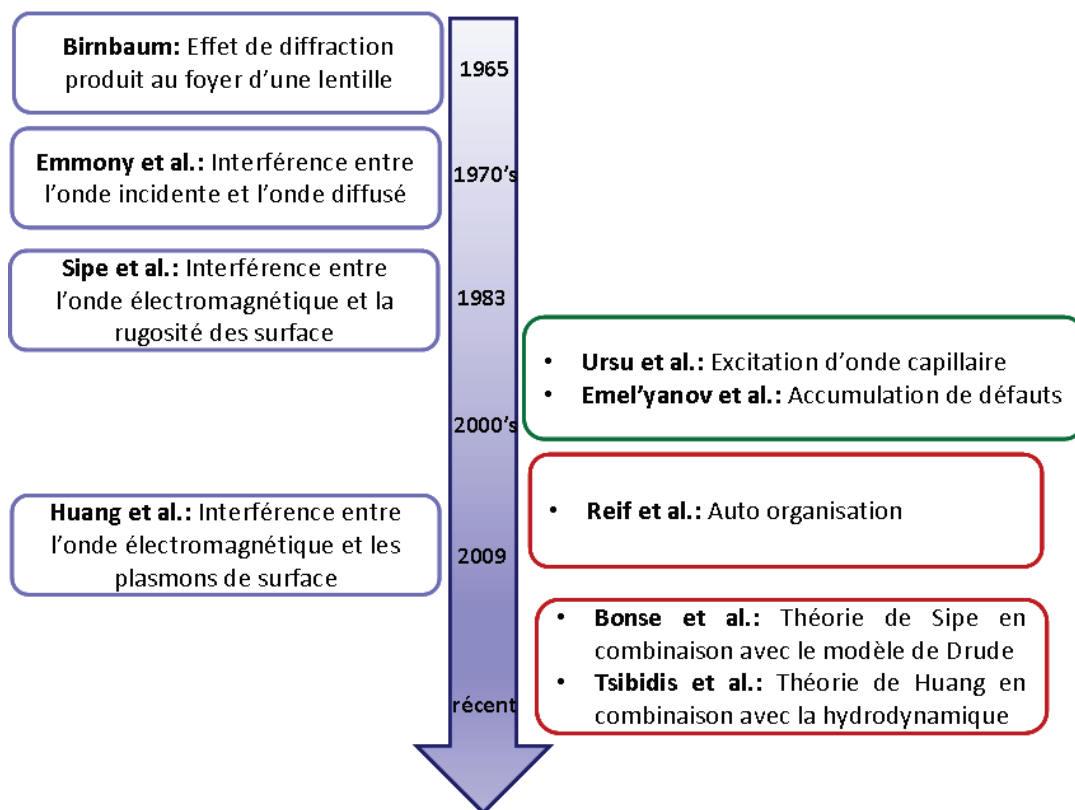 Birnbaum: Effet de diffraction
produit au foyer d'une lentille
1965
Emmony et al.: Interférence entre
l'onde incidente et l'onde diffusé
1970's
Sipe et al.: Interférence entre
l'onde électromagnétique et la
rugosité des surface
1983
• Ursu et al.: Excitation d'onde capillaire
• Emel'yanov et al.: Accumulation de défauts
2000's
Huang et al.: Interférence entre
l'onde électromagnétique et les
plasmons de surface
• Reif et al.: Auto organisation
2009
• Bonse et al.: Théorie de Sipe en
combinaison avec le modèle de Drude
• Tsibidis et al.: Théorie de Huang en
combinaison avec la hydrodynamique
récent